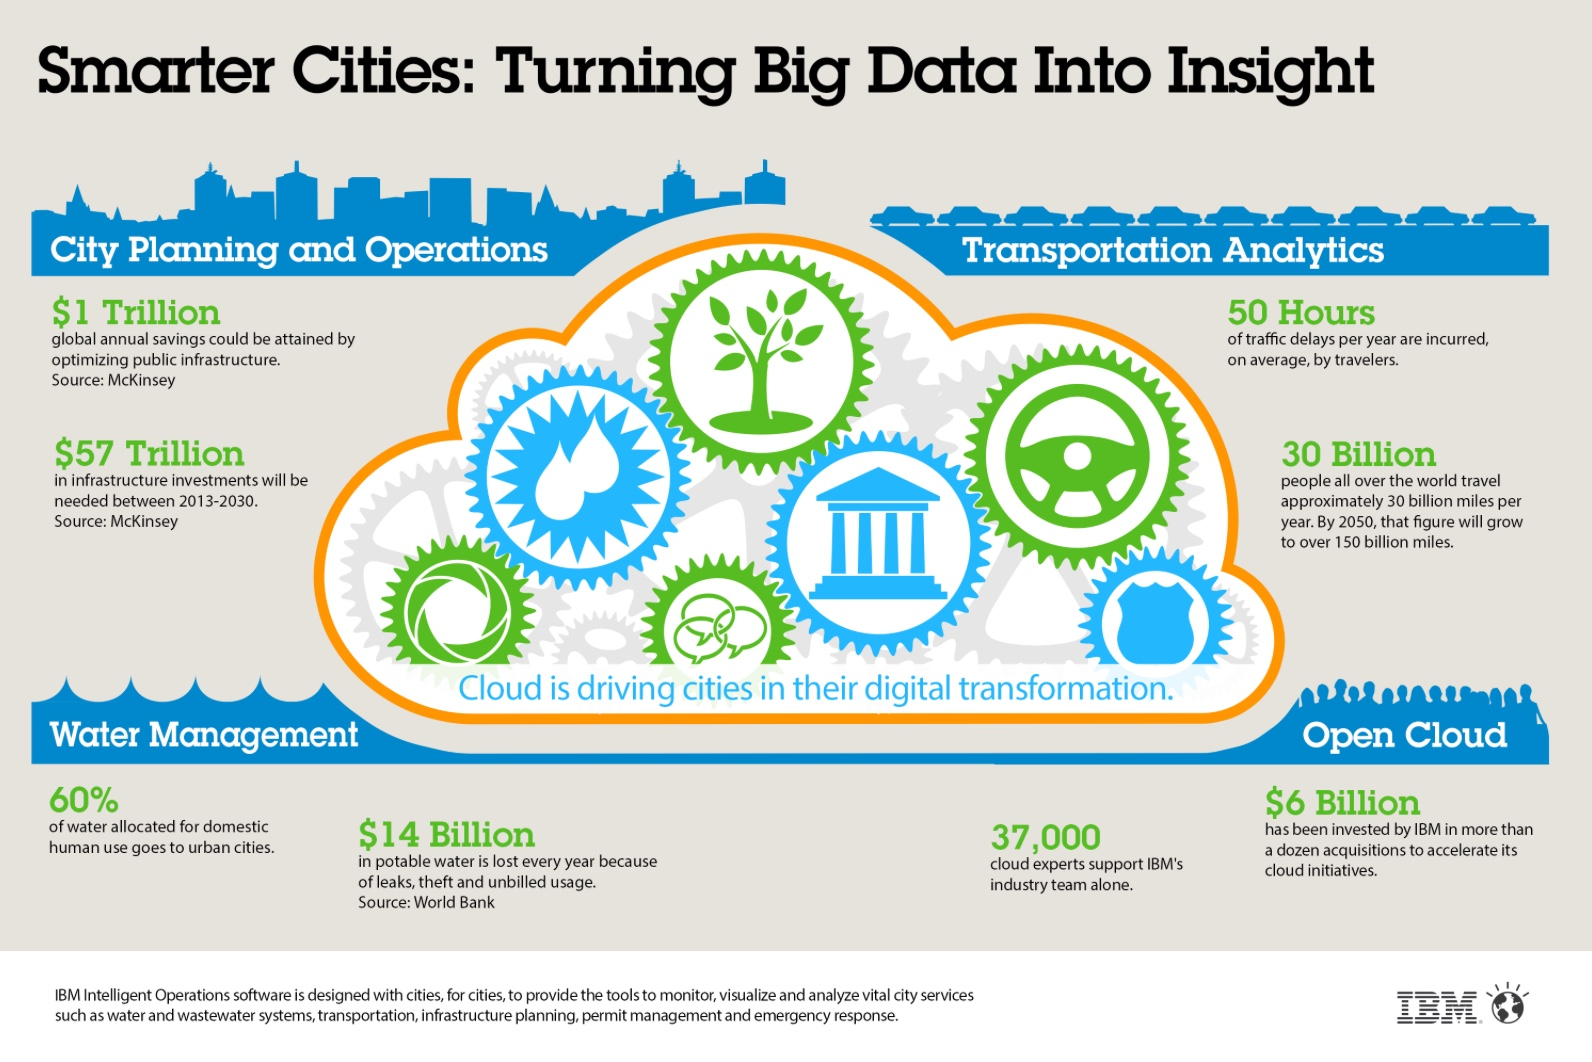 Smarter Cities: Turning Big Data Into Insight
City Planning and Operations
$1 Trillion
global annual savings could be attained by
optimizing public infrastructure.
Source: McKinsey
$57 Trillion
in infrastructure investments will be
needed between 2013-2030.
Source: McKinsey
Transportation Analytics
50 Hours
of traffic delays per year are incurred,
on average, by travelers.
30 Billion
people all over the world travel
approximately 30 billion miles per
year. By 2050, that figure will grow
to over 150 billion miles.
Cloud is driving cities in their digital transformation.
Water Management
60%
of water allocated for domestic
human use goes to urban cities.
$14 Billion
in potable water is lost every year because
of leaks, theft and unbilled usage.
Source: World Bank
Open Cloud
37,000
cloud experts support IBM's
industry team alone.
$6 Billion
has been invested by IBM in more than
a dozen acquisitions to accelerate its
cloud initiatives.
IBM Intelligent Operations software is designed with cities, for cities, to provide the tools to monitor, visualize and analyze vital city services
such as water and wastewater systems, transportation, infrastructure planning, permit management and emergency response.
IBM